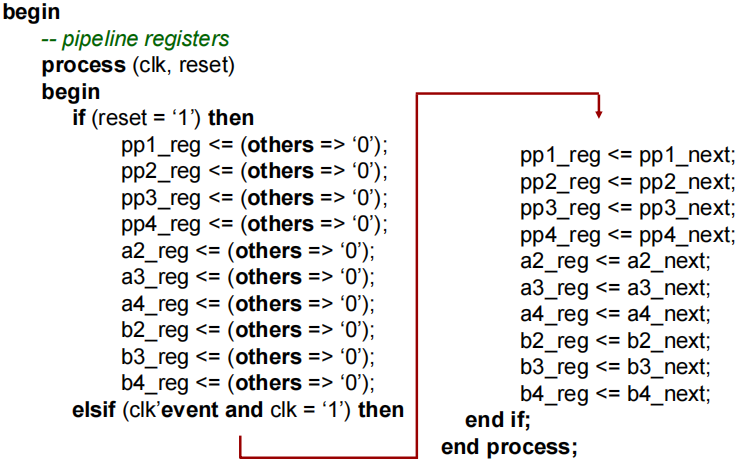 begin
-- pipeline registers
process (clk, reset)
begin
if (reset = ‘1’) then
pp1_reg <= (others => ‘0’);
pp2_reg <= (others => ‘0’);
pp3_reg <= (others => ‘0’);
pp4_reg <= (others => ‘0’);
a2_reg <= (others => ‘0’);
a3_reg <= (others => ‘0’);
a4_reg <= (others => ‘0’);
b2_reg <= (others => ‘0’);
b3_reg <= (others => ‘0’);
b4_reg <= (others => ‘0’);
elsif (clk’event and clk = ‘1’) then
pp1_reg <= pp1_next;
pp2_reg <= pp2_next;
pp3_reg <= pp3_next;
pp4_reg <= pp4_next;
a2_reg <= a2_next;
a3_reg <= a3_next;
a4_reg <= a4_next;
b2_reg <= b2_next;
b3_reg <= b3_next;
b4_reg <= b4_next;
end if;
end process;